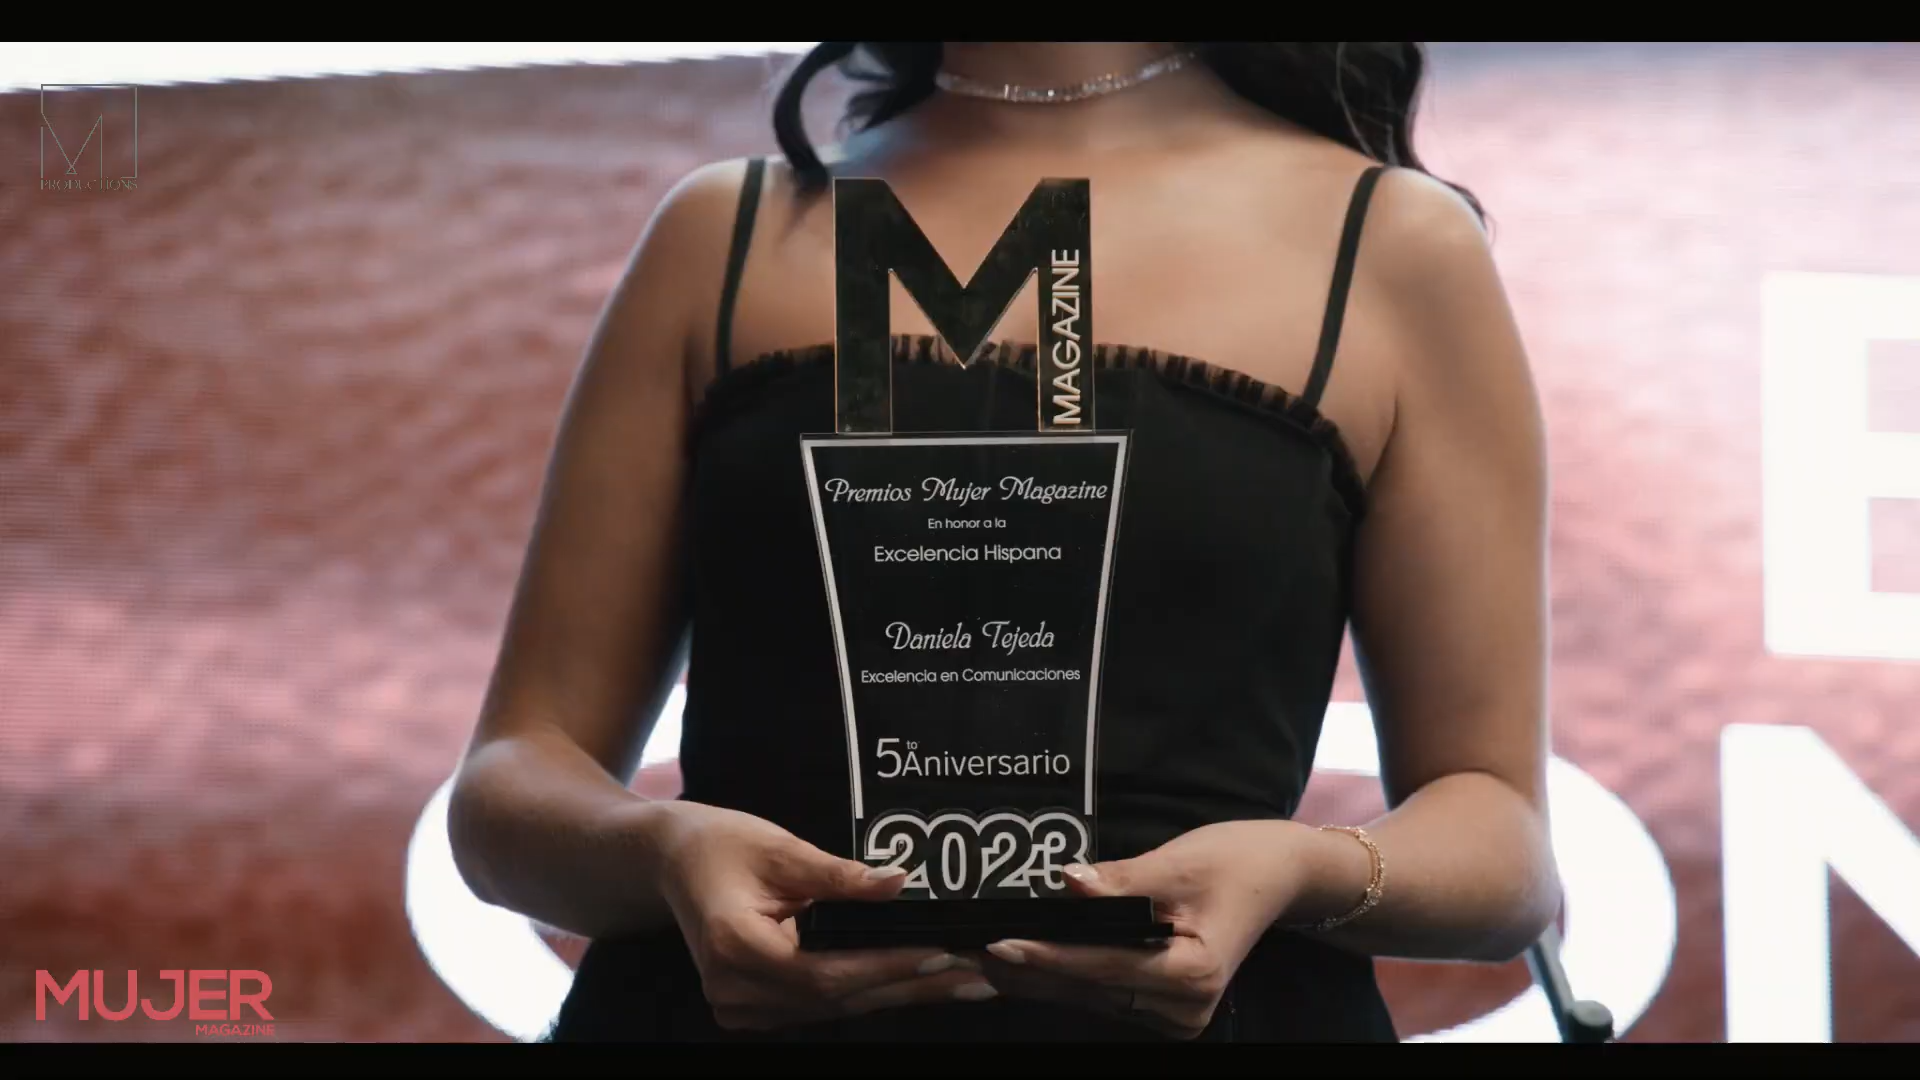 M
PRODUCTIONS
M
MAGAZINE
Premios Mujer Magazine
En honor a la
Excelencia Hispana
Daniela Tejeda
Excelencia en Comunicaciones
5to Aniversario
2023
E
N
MUJER
MAGAZINE